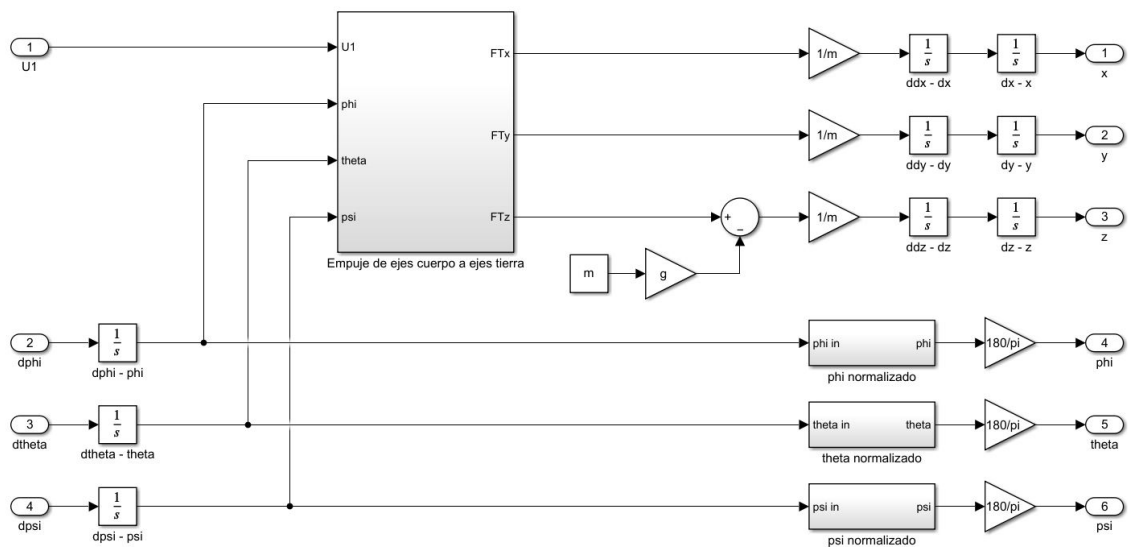 1
U1
U1
phi
theta
psi
FTx
FTy
FTz
Empuje de ejes cuerpo a ejes tierra
1/m
1
s
ddx - dx
1
s
dx - x
1
x
1/m
1
s
ddy - dy
1
s
dy - y
2
y
+
−
1/m
1
s
ddz - dz
1
s
dz - z
3
z
m
g
2
dphi
1
s
dphi - phi
phi in
phi
phi normalizado
180/pi
4
phi
3
dtheta
1
s
dtheta - theta
theta in
theta
theta normalizado
180/pi
5
theta
4
dpsi
1
s
dpsi - psi
psi in
psi
psi normalizado
180/pi
6
psi